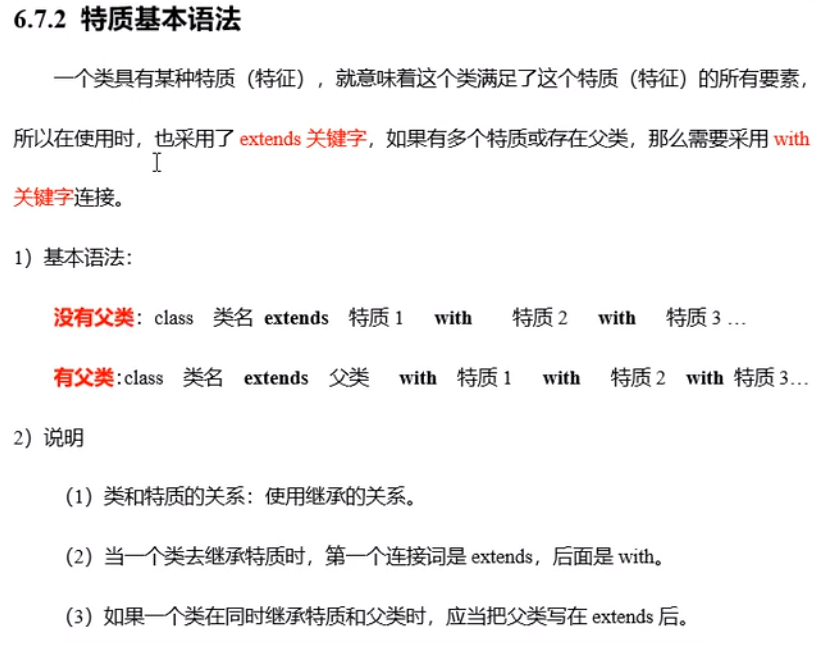 6.7.2 特质基本语法
一个类具有某种特质（特征），就意味着这个类满足了这个特质（特征）的所有要素，
所以在使用时，也采用了 extends 关键字，如果有多个特质或存在父类，那么需要采用 with
关键字连接。
1）基本语法：
没有父类：class 类名 extends 特质 1 with 特质 2 with 特质 3 …
有父类:class 类名 extends 父类 with 特质 1 with 特质 2 with 特质 3…
2）说明
（1）类和特质的关系：使用继承的关系。
（2）当一个类去继承特质时，第一个连接词是 extends，后面是 with。
（3）如果一个类在同时继承特质和父类时，应当把父类写在 extends 后。